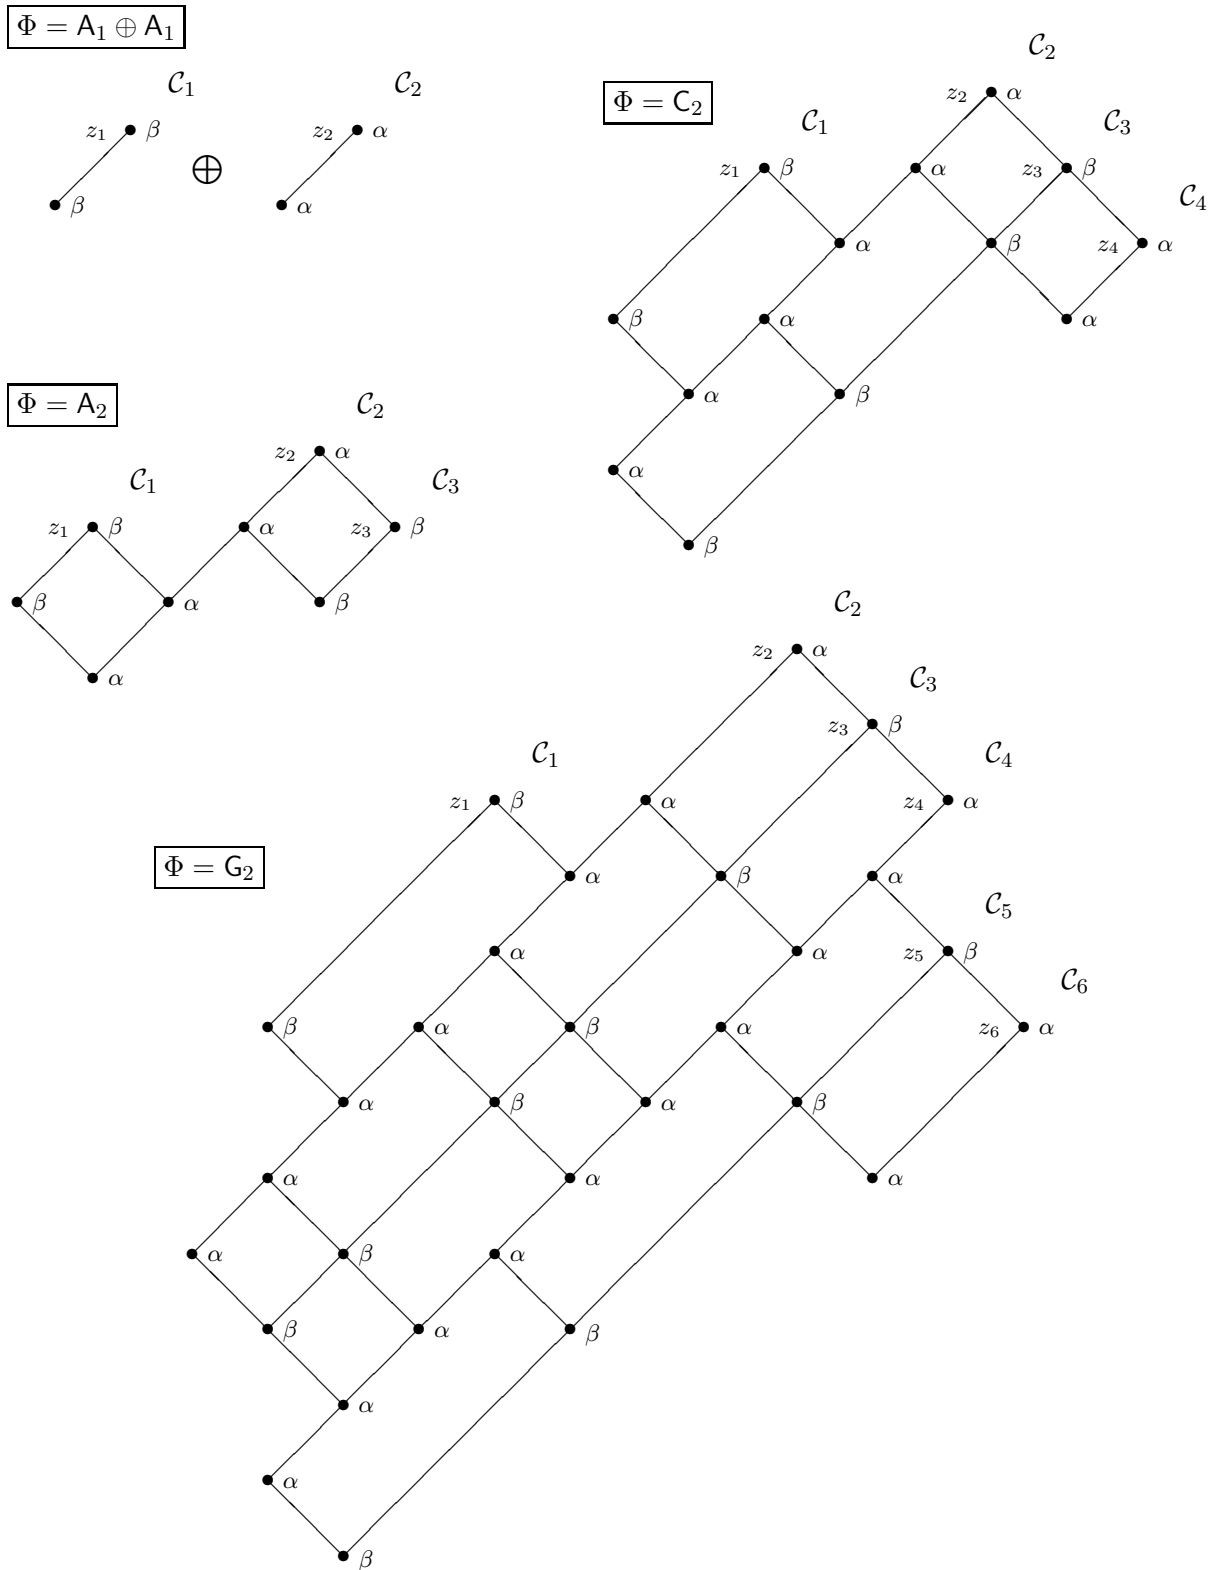 Φ = A₁ ⊕ A₁
C₁
C₂
z₁ β
z₂ α
⊕
β
α
Φ = C₂
C₂
z₂ α
C₁
C₃
z₁ β
α
z₃ β
C₄
α
β
z₄ α
β
α
α
α
β
α
β
Φ = A₂
C₂
z₂ α
C₁
C₃
z₁ β
α
z₃ β
β
α
β
α
Φ = G₂
C₂
z₂ α
C₃
z₃ β
C₁
C₄
z₁ β
α
z₄ α
α
β
α
C₅
α
α
z₅ β
C₆
β
α
β
α
z₆ α
α
β
α
β
α
α
α
α
β
α
β
α
β
α
α
β